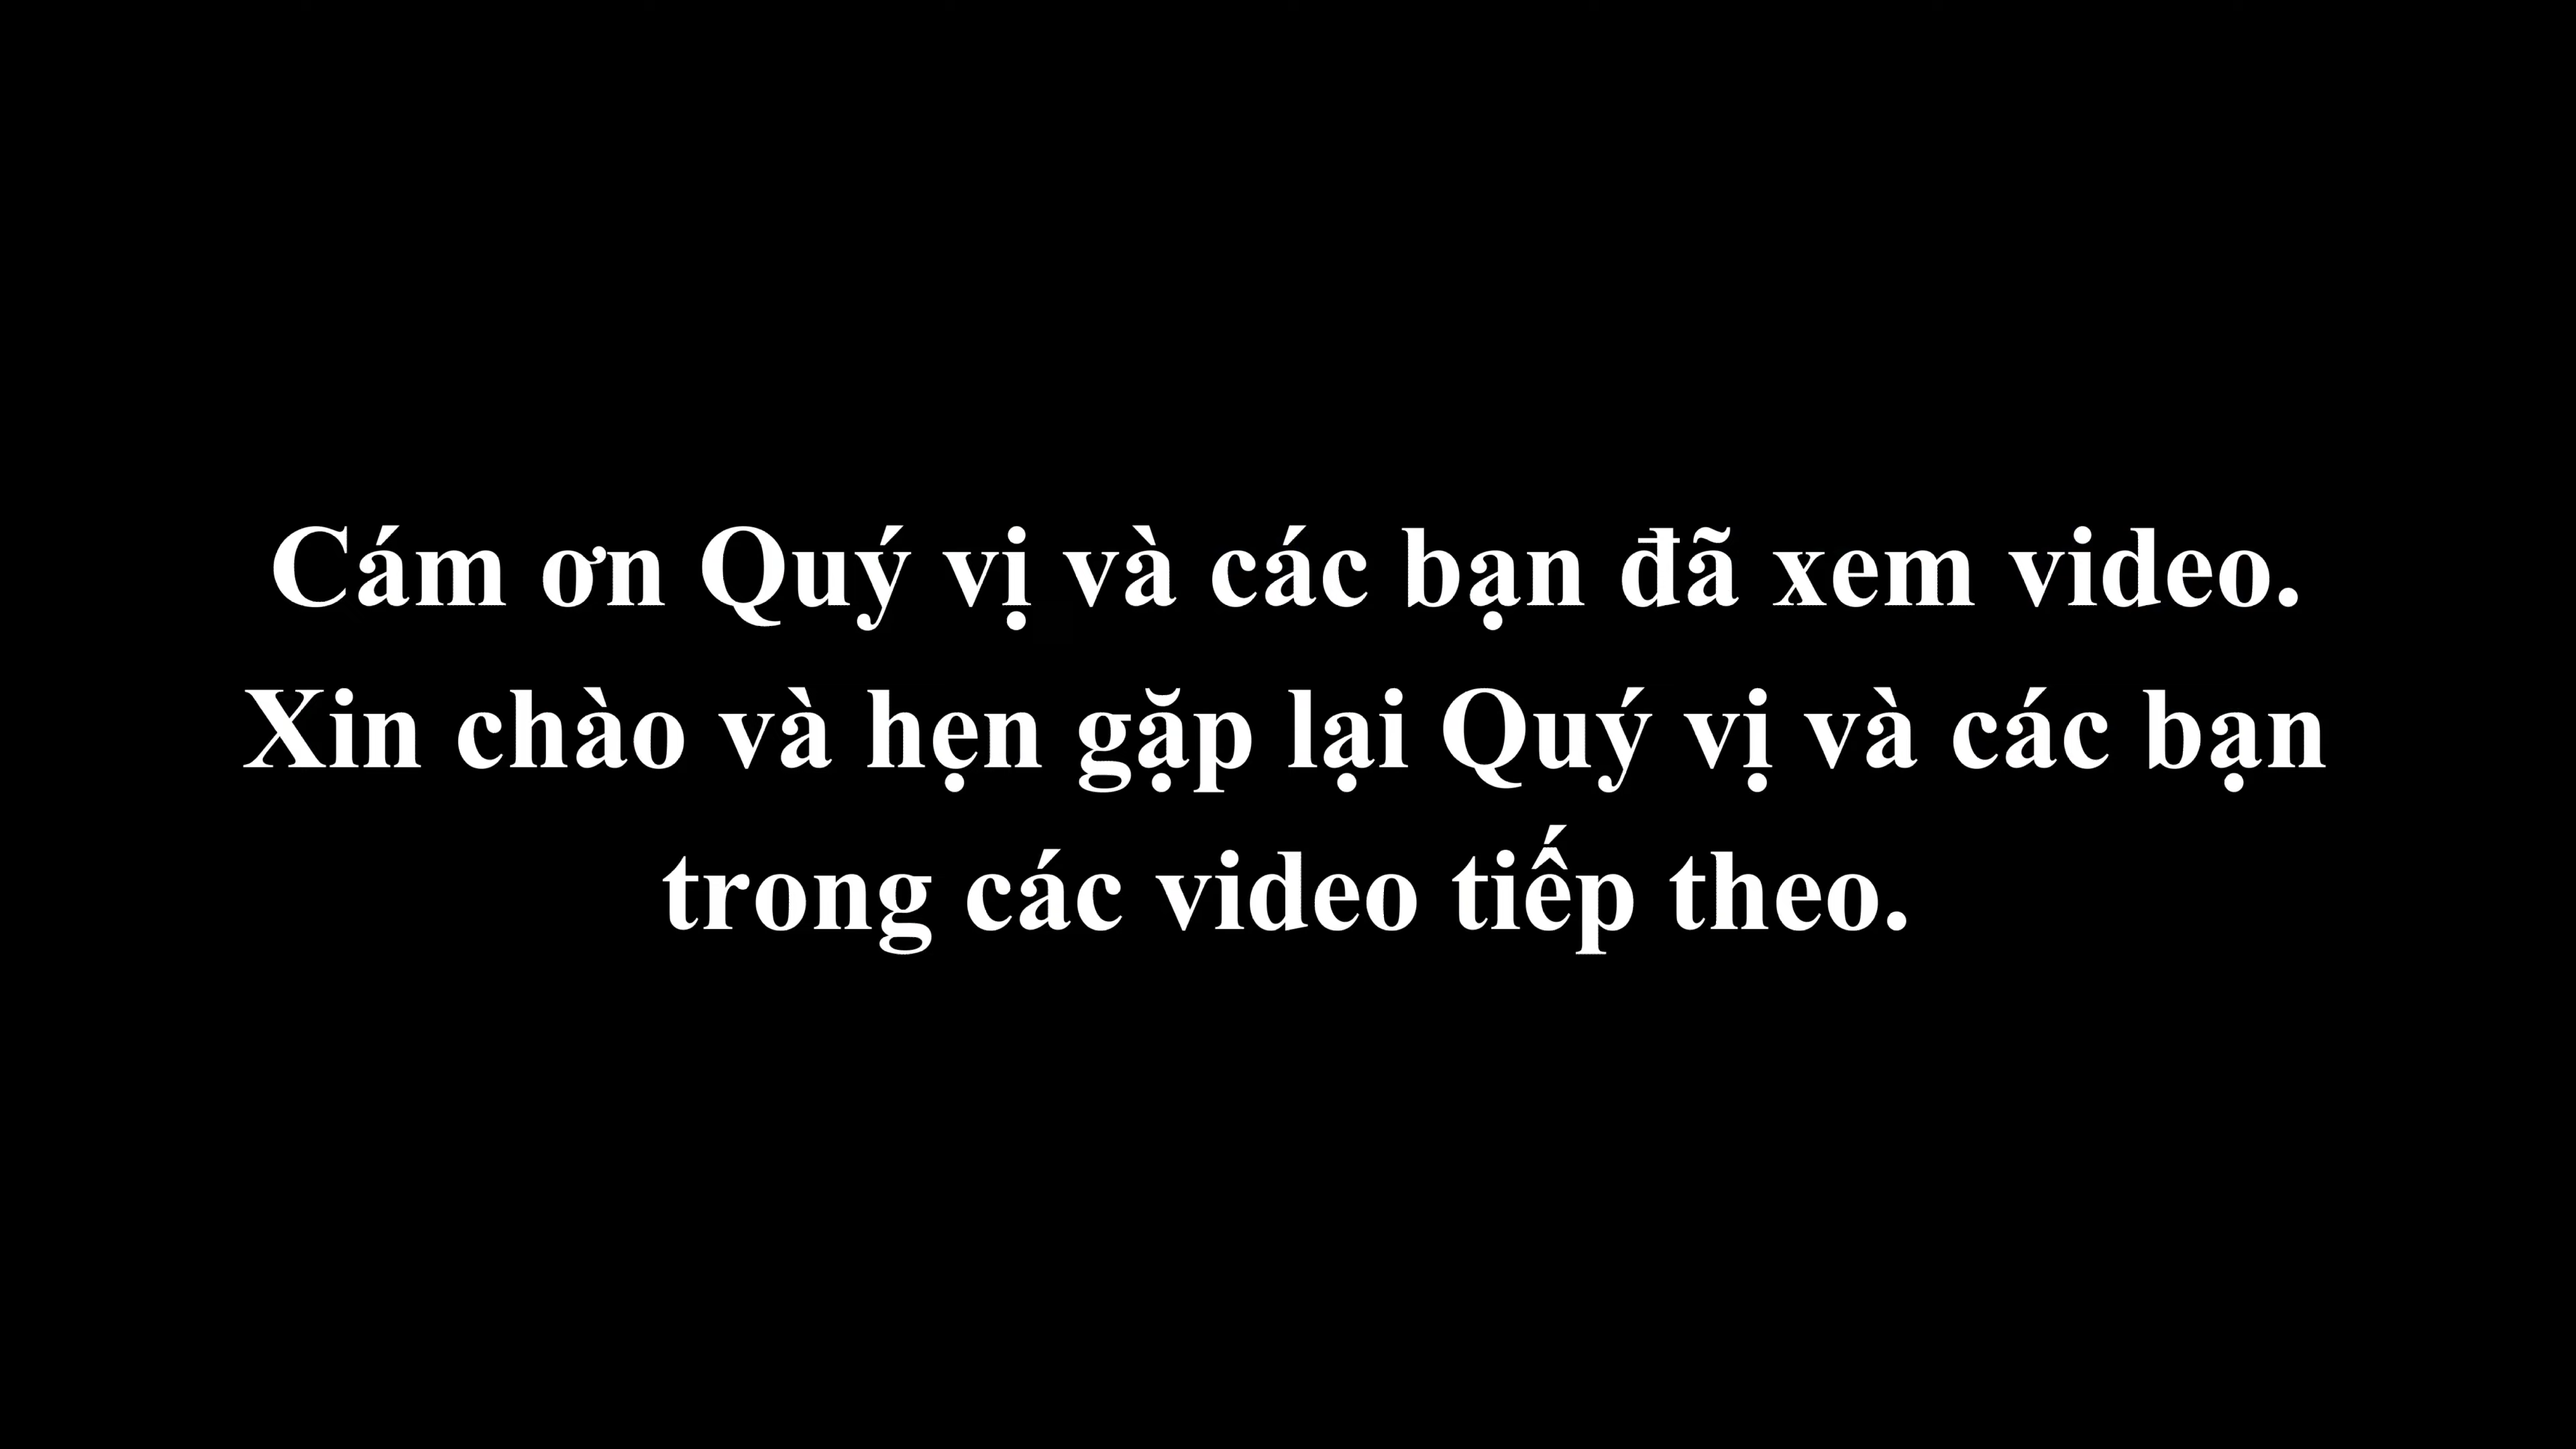 Cám ơn Quý vị và các bạn đã xem video.
Xin chào và hẹn gặp lại Quý vị và các bạn
trong các video tiếp theo.